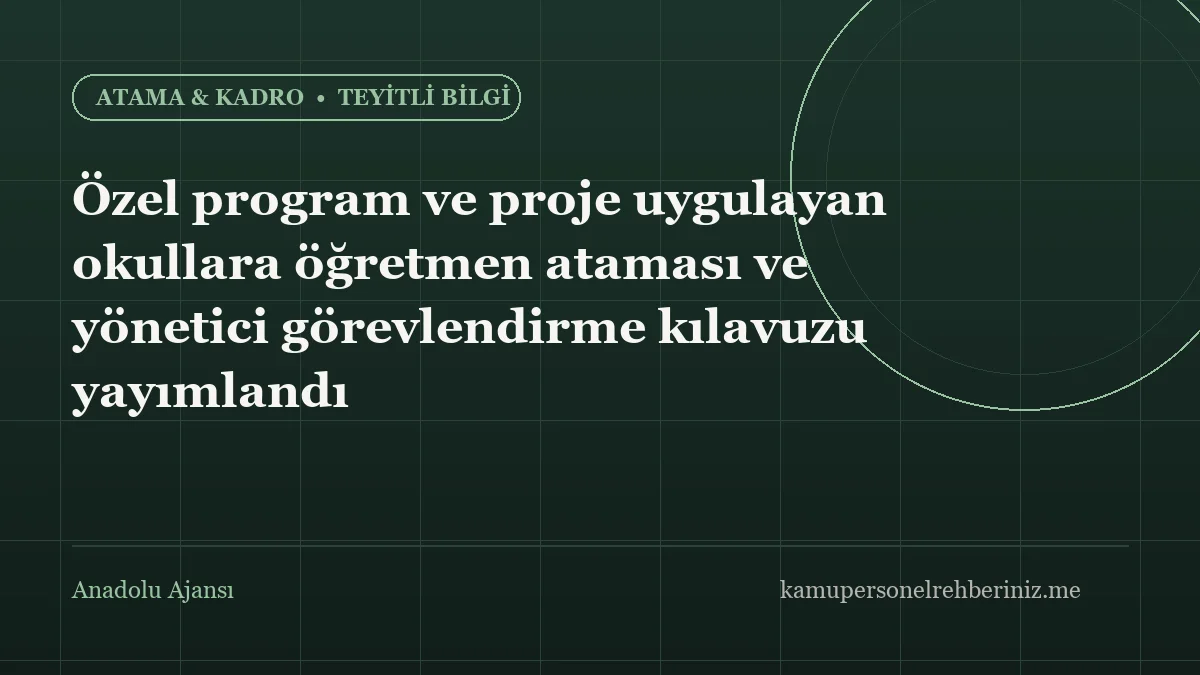 ATAMA & KADRO • TEYİTLİ BİLGİ
Özel program ve proje uygulayan
okullara öğretmen ataması ve
yönetici görevlendirme kılavuzu
yayımlandı
Anadolu Ajansı
kamupersonelrehberiniz.me